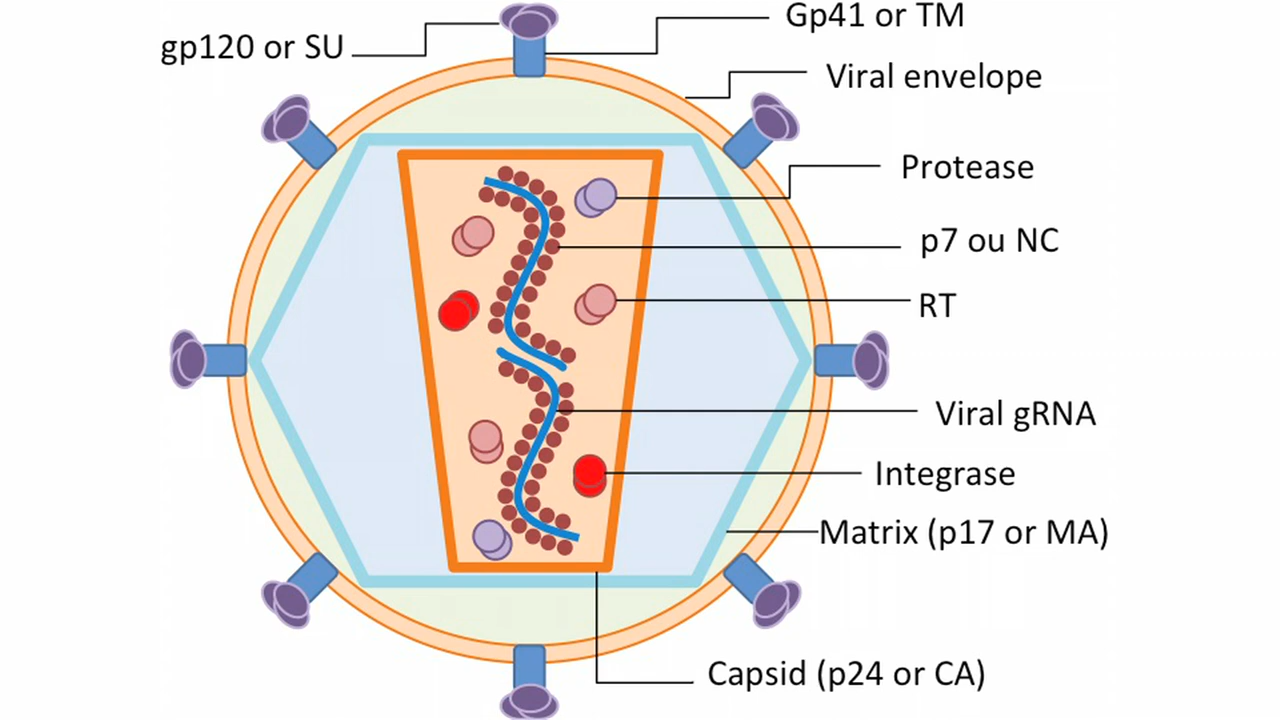 Gp41 or TM
gp120 or SU
Viral envelope
Protease
p7 ou NC
RT
Viral gRNA
Integrase
Matrix (p17 or MA)
Capsid (p24 or CA)